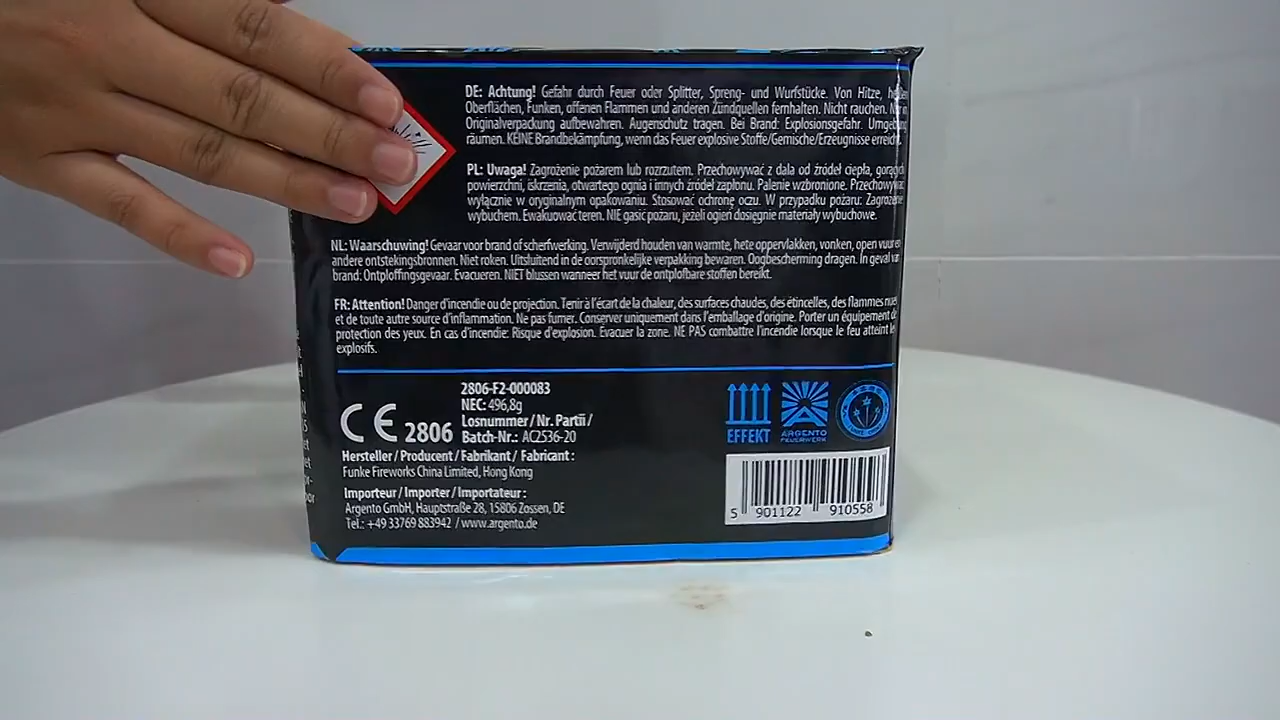 DE: Achtung! Gefahr durch Feuer oder Splitter, Spreng- und Wurfstücke. Von Hitze,
Oberflächen, Funken, offenen Flammen und anderen Zündquellen fernhalten. Nicht rauchen.
Originalverpackung aufbewahren. Augenschutz tragen. Bei Brand: Explosionsgefahr.
räumen. KEINE Brandbekämpfung, wenn das Feuer explosive Stoffe/Gemische/Erzeugnisse
PL: Uwaga! Zagrożenie pożarem lub rozrzutem. Przechowywać z dala od źródeł ciepła,
powierzchni, iskrzenia, otwartego ognia i innych źródeł zapłonu. Palenie wzbronione.
wyłącznie w oryginalnym opakowaniu. Stosować ochronę oczu. W przypadku pożaru:
wybuchem. Ewakuować teren. NIE gasić pożaru, jeżeli ogień dosięgnie materiały wybuchowe.
NL: Waarschuwing! Gevaar voor brand of scherfwerking. Verwijderd houden van warmte, hete oppervlakken, vonken, open vuur en
andere ontstekingsbronnen. Niet roken. Uitsluitend in de oorspronkelijke verpakking bewaren. Oogbescherming dragen. In geval van
brand: Ontploffingsgevaar. Evacueren. NIET blussen wanneer het vuur de ontplofbare stoffen bereikt.
FR: Attention! Danger d'incendie ou de projection. Tenir à l'écart de la chaleur, des surfaces chaudes, des étincelles, des flammes nues
et de toute autre source d'inflammation. Ne pas fumer. Conserver uniquement dans l'emballage d'origine. Porter un équipement de
protection des yeux. En cas d'incendie: Risque d'explosion. Evacuer la zone. NE PAS combattre l'incendie lorsque le feu atteint
explosifs.
2806-F2-000083
NEC: 496,8g
Losnummer / Nr. Partii /
Batch-Nr.: AC2536-20
CE 2806
EFFEKT
ARGENTO
FEUERWERK
Hersteller / Producent / Fabrikant / Fabricant :
Funke Fireworks China Limited, Hong Kong
Importeur / Importer / Importateur :
Argento GmbH, Hauptstraße 28, 15806 Zossen, DE
Tel.: +49 33769 883942 / www.argento.de
5 901122 910558